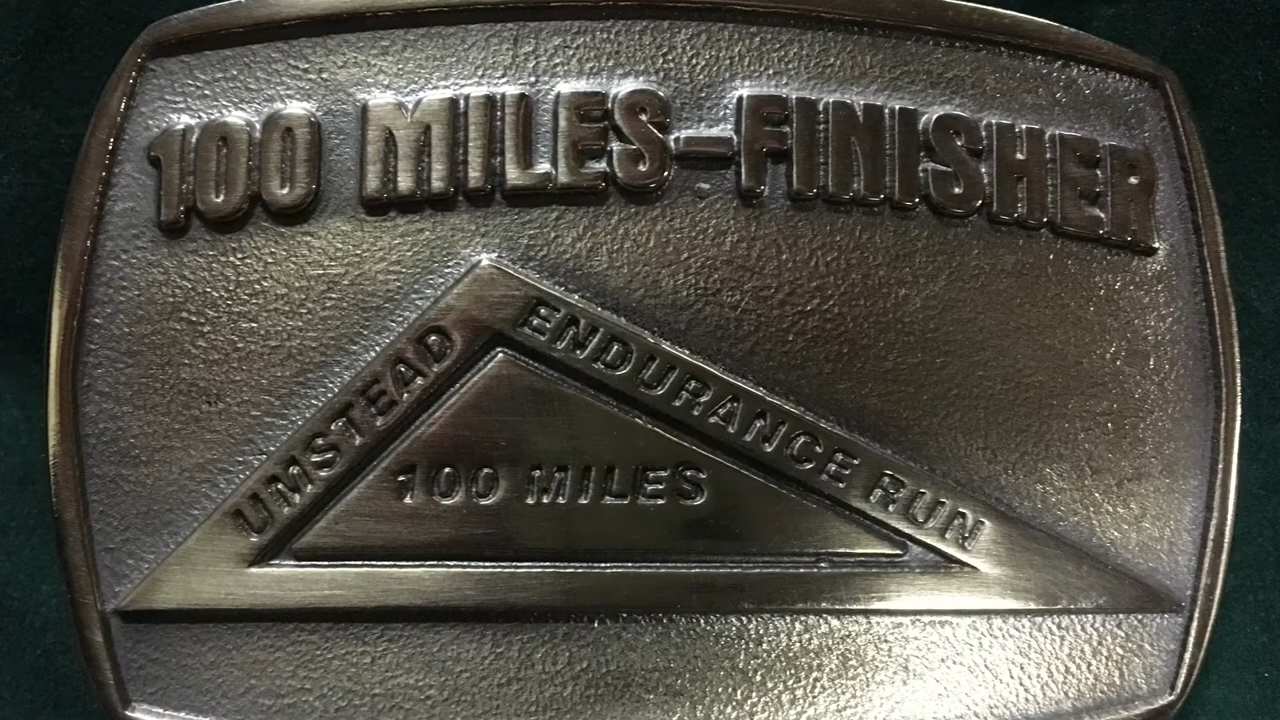 100 MILES-FINISHER
UMSTEAD
ENDURANCE RUN
100 MILES